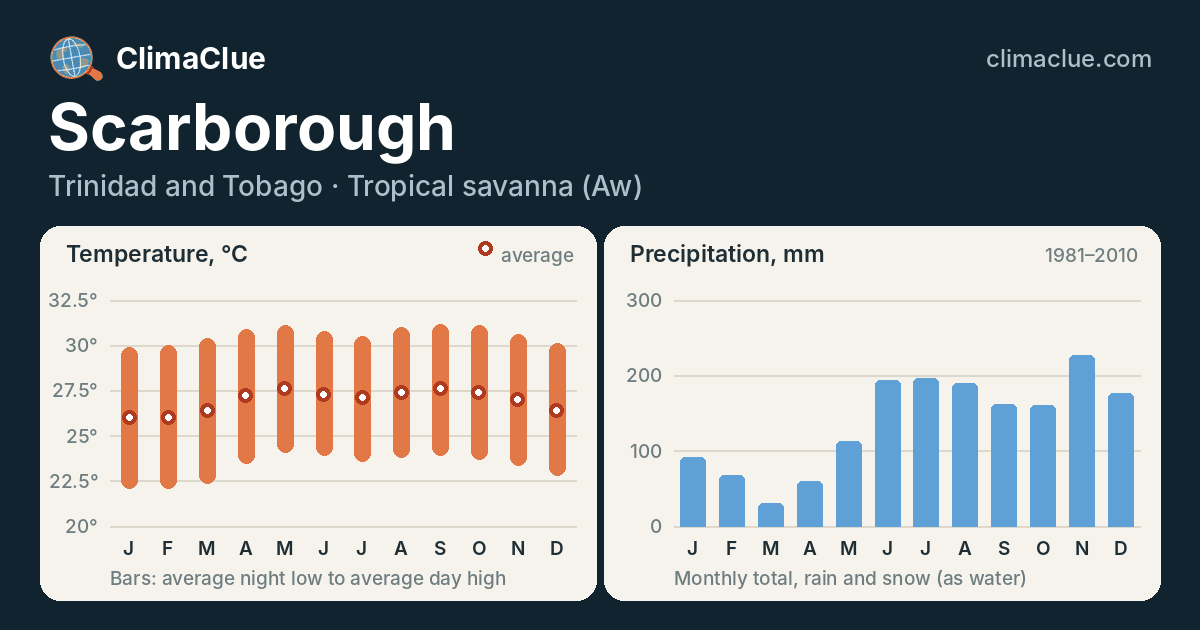 ClimaClue
climaclue.com
Scarborough
Trinidad and Tobago · Tropical savanna (Aw)
Temperature, °C
average
32.5°
30°
27.5°
25°
22.5°
20°
J F M A M J J A S O N D
Bars: average night low to average day high
Precipitation, mm
1981–2010
300
200
100
0
J F M A M J J A S O N D
Monthly total, rain and snow (as water)